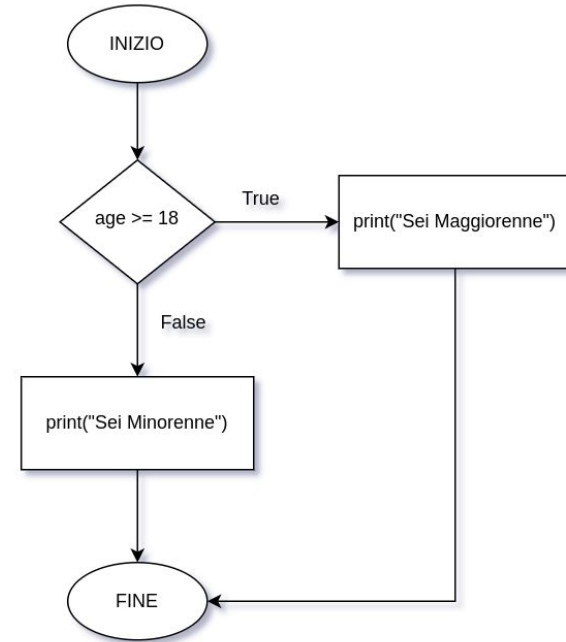 INIZIO
age >= 18
True
print("Sei Maggiorenne")
False
print("Sei Minorenne")
FINE